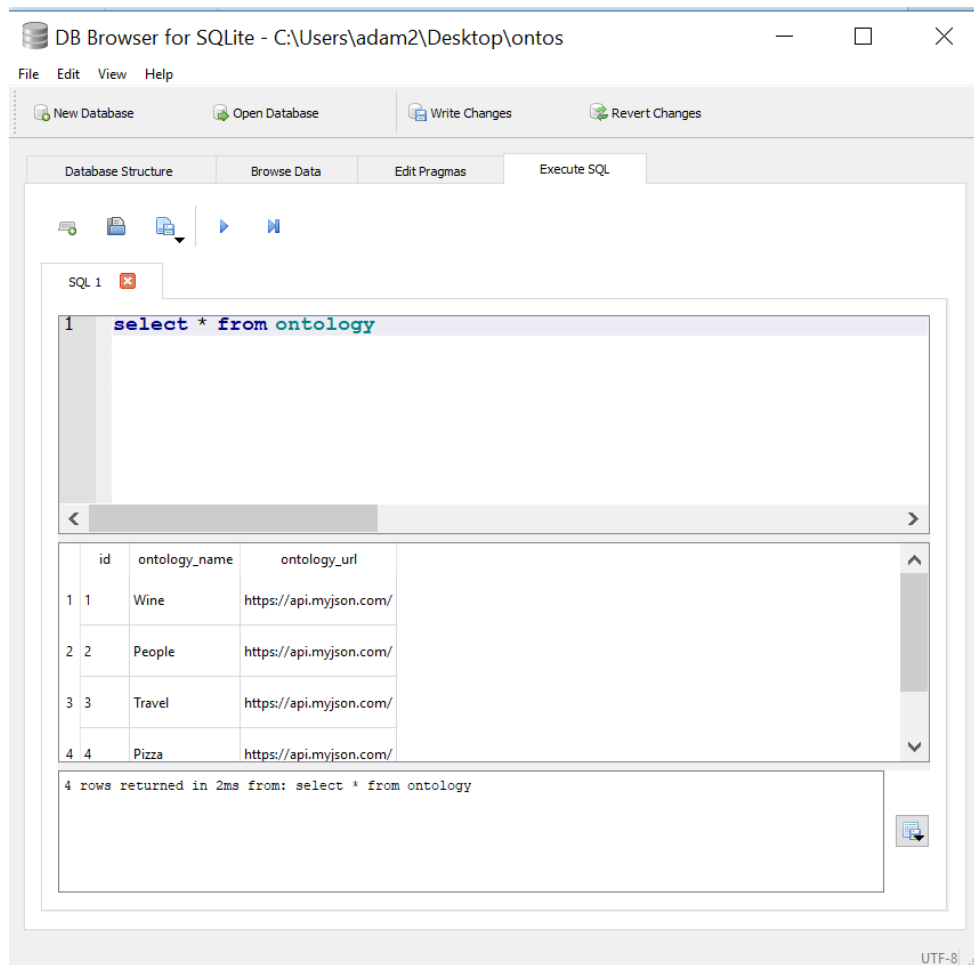 DB Browser for SQLite - C:\Users\adam2\Desktop\ontos
File Edit View Help
New Database Open Database Write Changes Revert Changes
Database Structure Browse Data Edit Pragmas Execute SQL
SQL 1
1 select * from ontology
id ontology_name ontology_url
1 1 Wine https://api.myjson.com/
2 2 People https://api.myjson.com/
3 3 Travel https://api.myjson.com/
4 4 Pizza https://api.myjson.com/
4 rows returned in 2ms from: select * from ontology
UTF-8